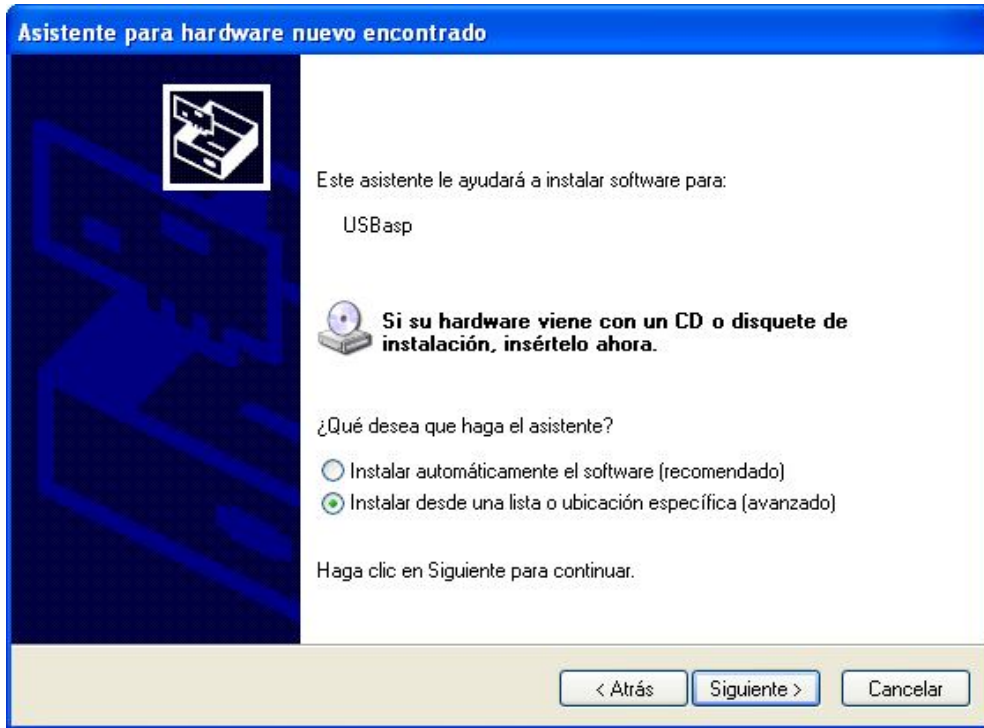 Asistente para hardware nuevo encontrado
Este asistente le ayudará a instalar software para:
USBasp
Si su hardware viene con un CD o disquete de
instalación, insértelo ahora.
¿Qué desea que haga el asistente?
Instalar automáticamente el software (recomendado)
Instalar desde una lista o ubicación específica (avanzado)
Haga clic en Siguiente para continuar.
< Atrás
Siguiente >
Cancelar